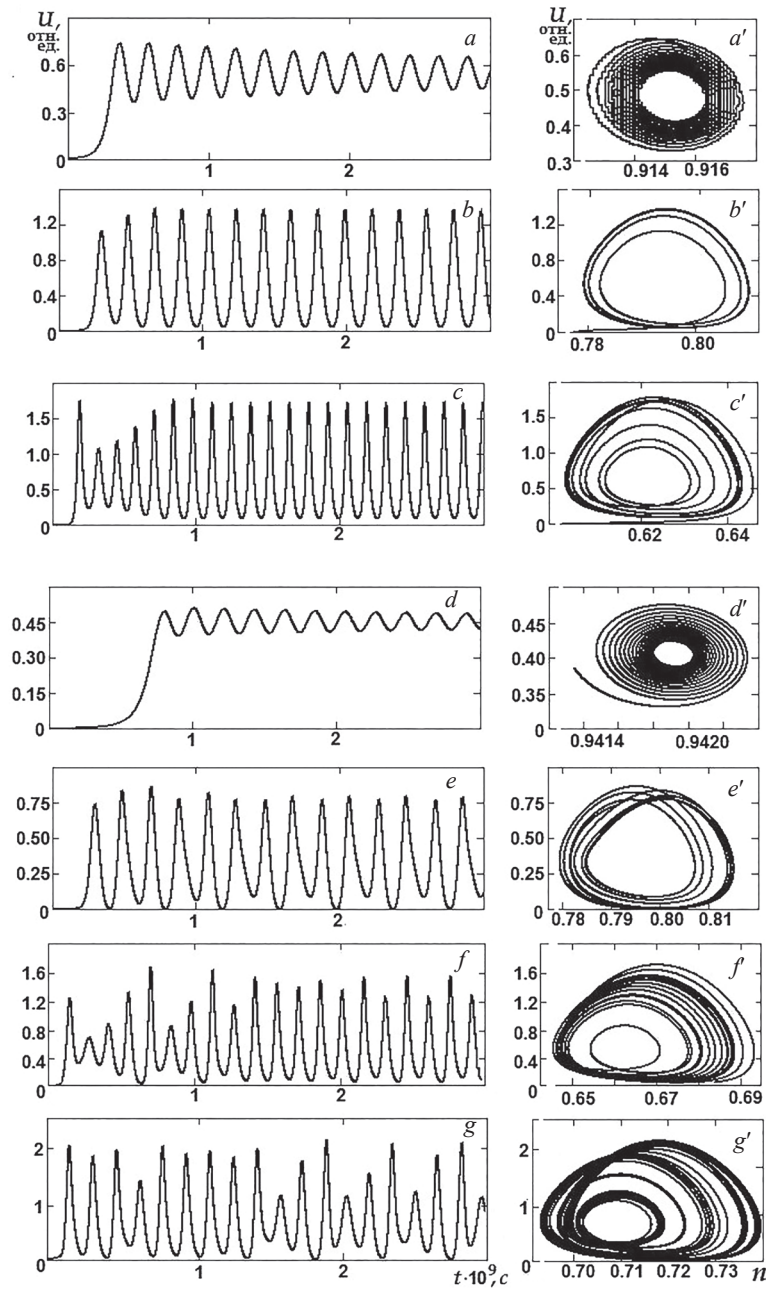 u, отн. ед. a u, отн. ед. a′
0.6 0.3 0 1 2
0.6 0.5 0.4 0.3 0.914 0.916
b b′
1.2 0.8 0.4 0 1 2
1.2 0.8 0.4 0 0.78 0.80
c c′
1.5 1.0 0.5 0 1 2
1.5 1.0 0.5 0 0.62 0.64
d d′
0.45 0.30 0.15 0 1 2
0.45 0.40 0.35 0 0.9414 0.9420
e e′
0.75 0.50 0.25 0 1 2
0.75 0.50 0.25 0 0.78 0.79 0.80 0.81
f f′
1.6 1.2 0.8 0.4 0 1 2
1.6 1.2 0.8 0.4 0 0.65 0.67 0.69
g g′
2 1 0 1 2 t·10⁹, с
2 1 0 0.70 0.71 0.72 0.73 n